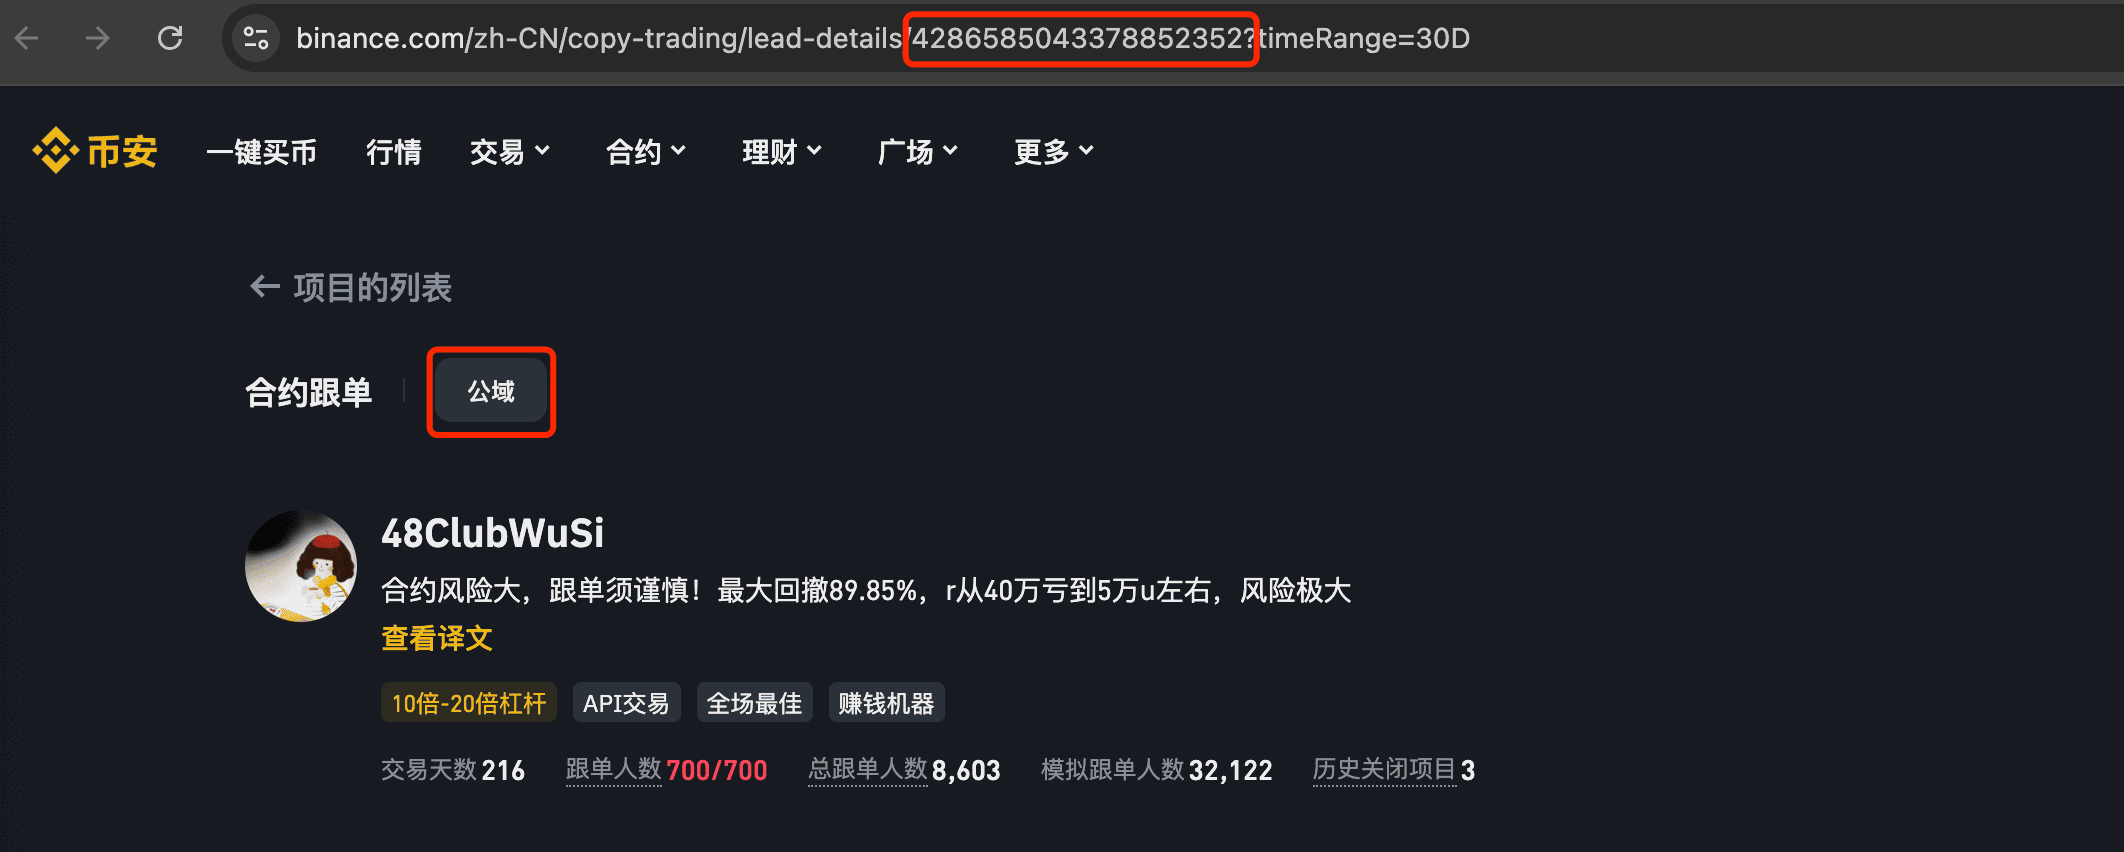 binance.com/zh-CN/copy-trading/lead-details/4286585043378852352?timeRange=30D
币安 一键买币 行情 交易 合约 理财 广场 更多
项目的列表
合约跟单 公域
48ClubWuSi
合约风险大，跟单须谨慎！最大回撤89.85%，r从40万亏到5万u左右，风险极大
查看译文
10倍-20倍杠杆 API交易 全场最佳 赚钱机器
交易天数 216 跟单人数 700/700 总跟单人数 8,603 模拟跟单人数 32,122 历史关闭项目 3